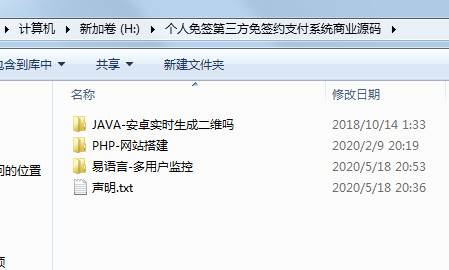 计算机 ▶ 新加卷 (H:) ▶ 个人免签第三方免签约支付系统商业源码 ▶
包含到库中 ▼ 共享 ▼ 新建文件夹
名称 修改日期
JAVA-安卓实时生成二维吗 2018/10/14 1:33
PHP-网站搭建 2020/2/9 20:19
易语言-多用户监控 2020/5/18 20:53
声明.txt 2020/5/18 20:36
的位置